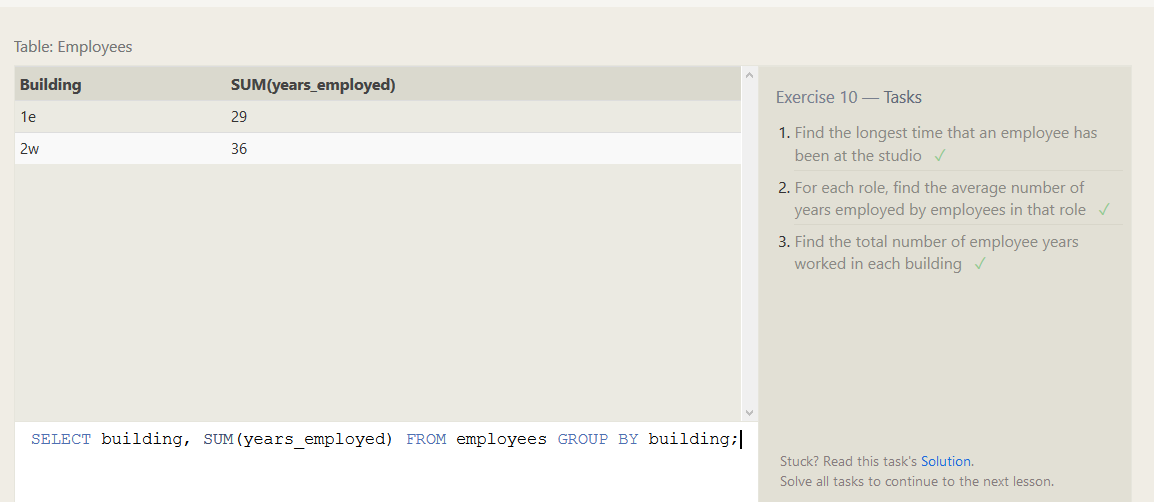 Table: Employees
Building SUM(years_employed)
1e 29
2w 36
SELECT building, SUM(years_employed) FROM employees GROUP BY building;
Exercise 10 — Tasks
1. Find the longest time that an employee has
been at the studio ✓
2. For each role, find the average number of
years employed by employees in that role ✓
3. Find the total number of employee years
worked in each building ✓
Stuck? Read this task's Solution.
Solve all tasks to continue to the next lesson.